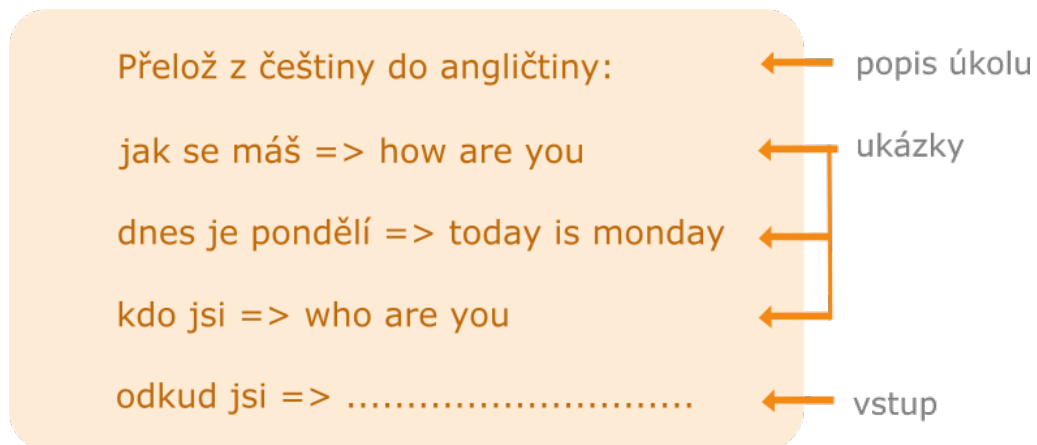 Přelož z češtiny do angličtiny: popis úkolu
jak se máš => how are you ukázky
dnes je pondělí => today is monday
kdo jsi => who are you
odkud jsi => ............................. vstup